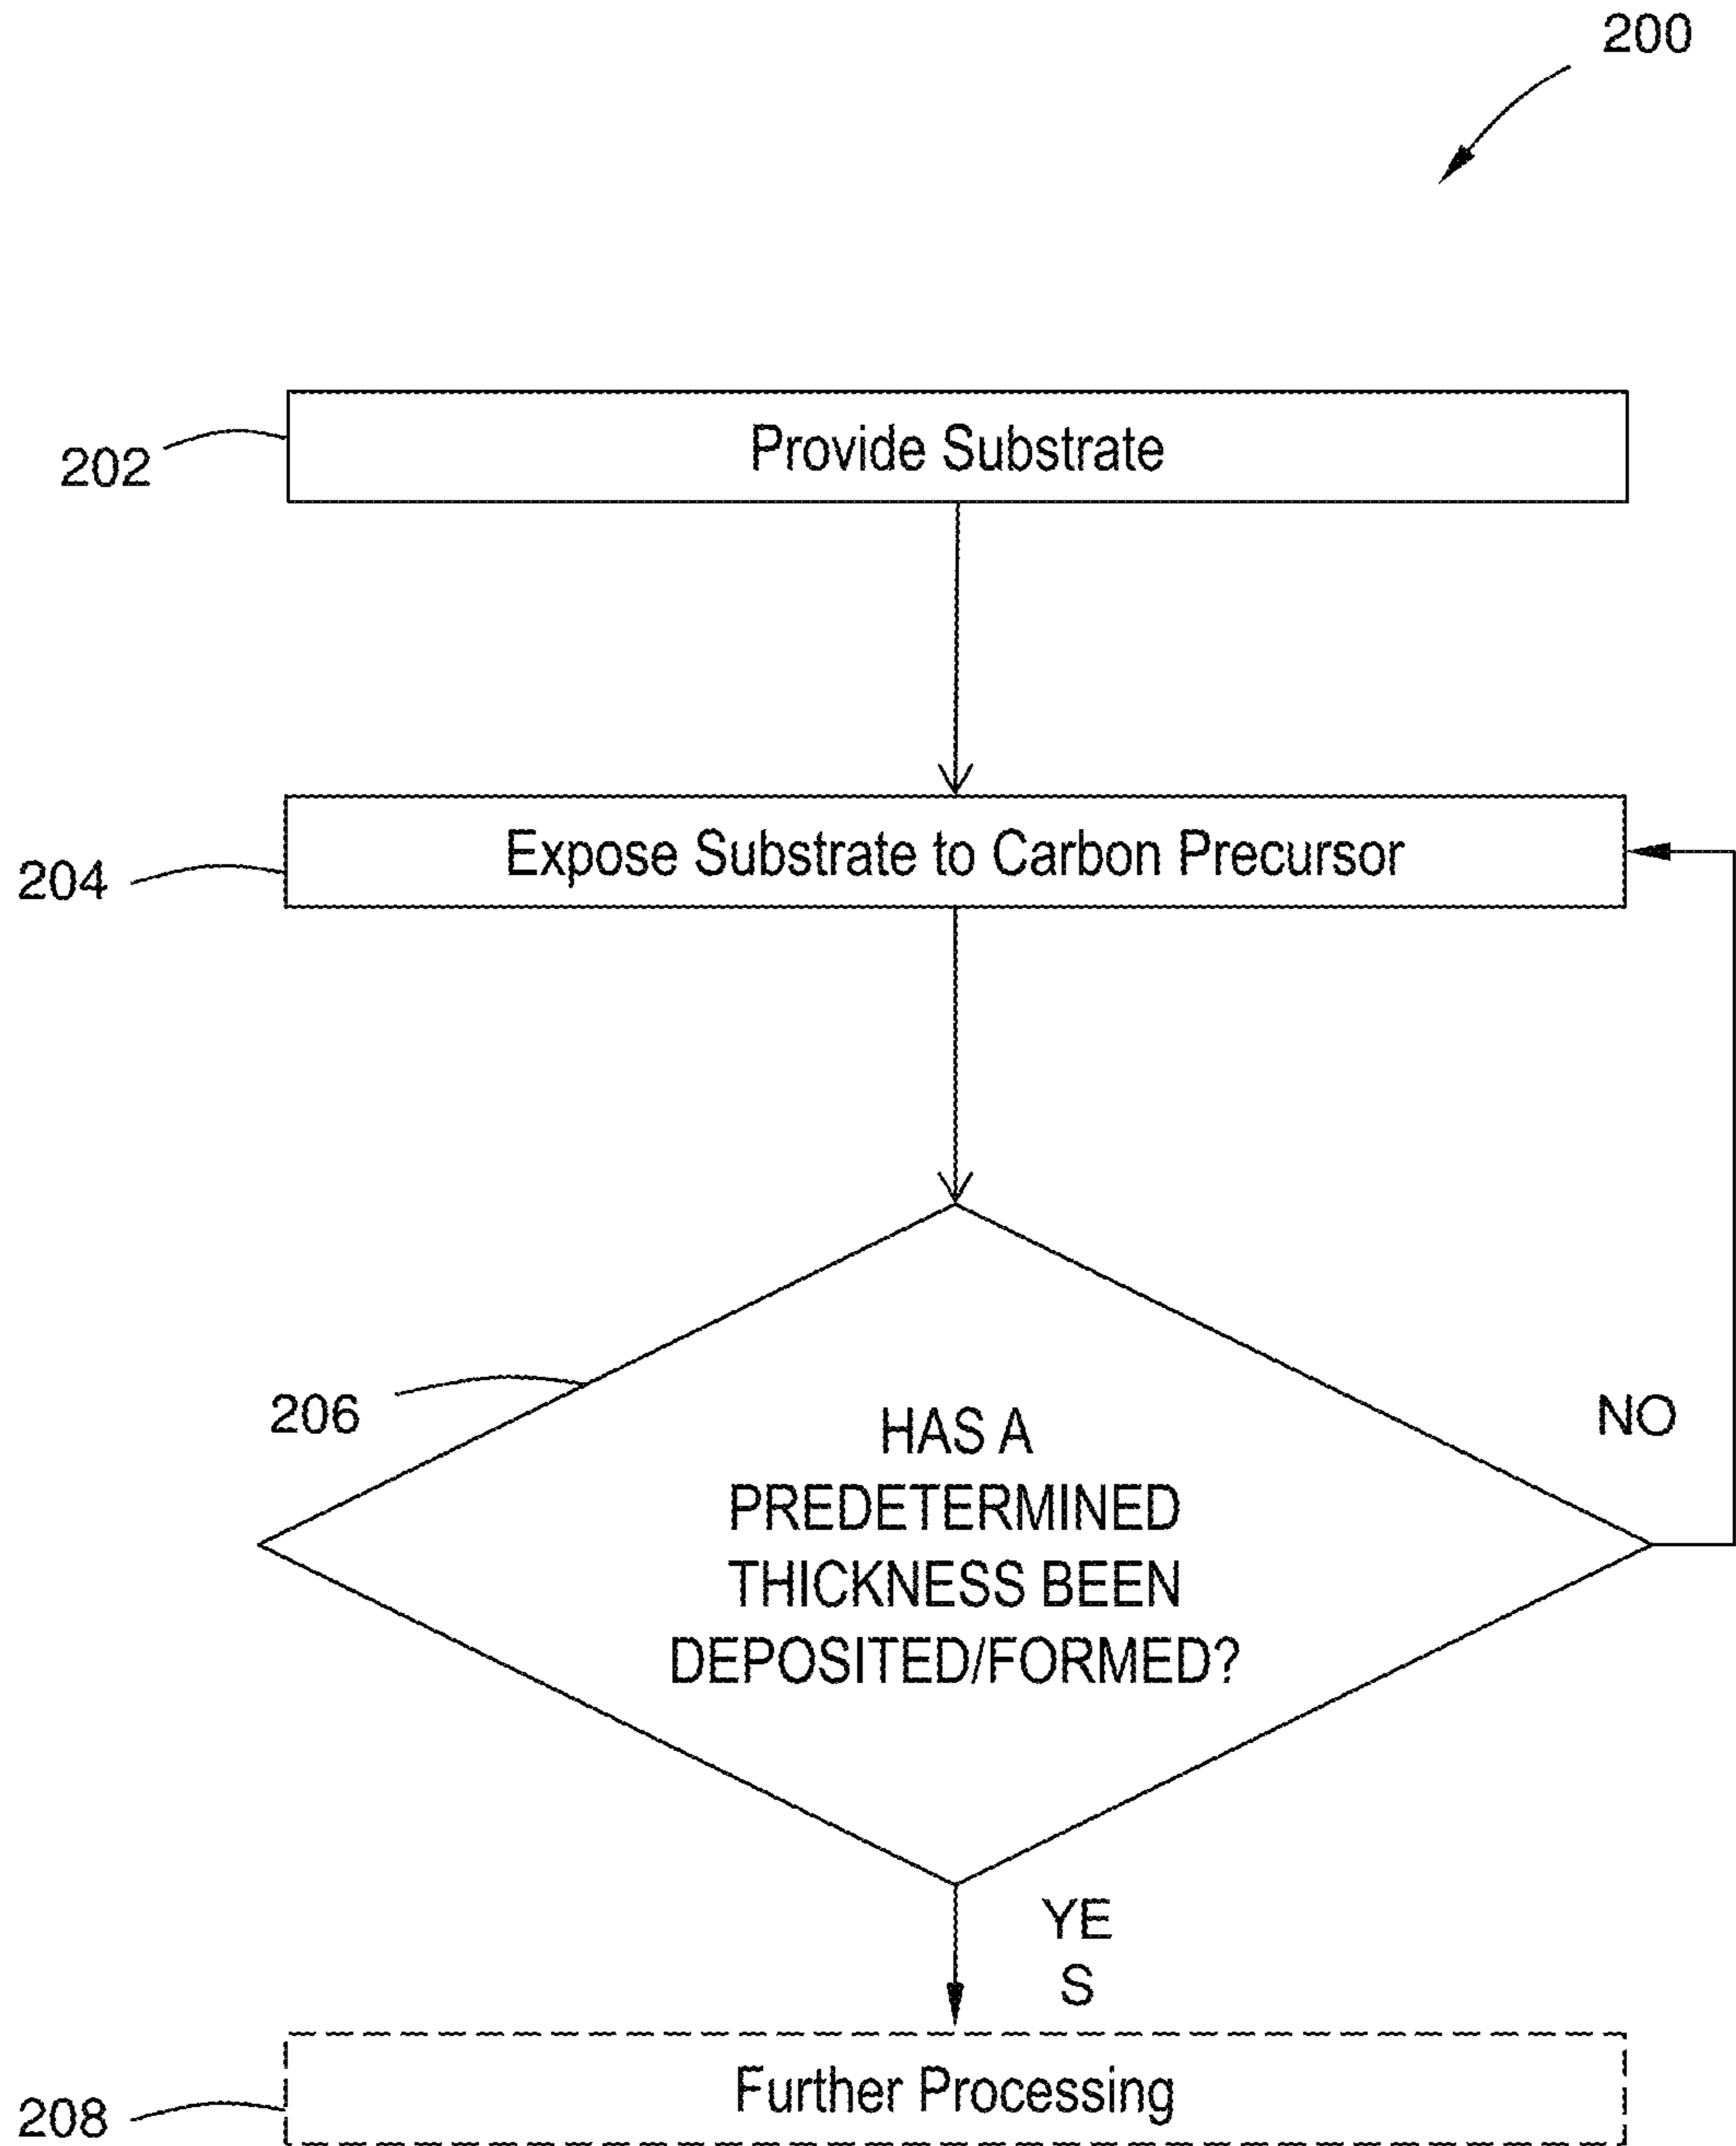 200
202
Provide Substrate
204
Expose Substrate to Carbon Precursor
206
HAS A
PREDETERMINED
THICKNESS BEEN
DEPOSITED/FORMED?
NO
YE
S
208
Further Processing